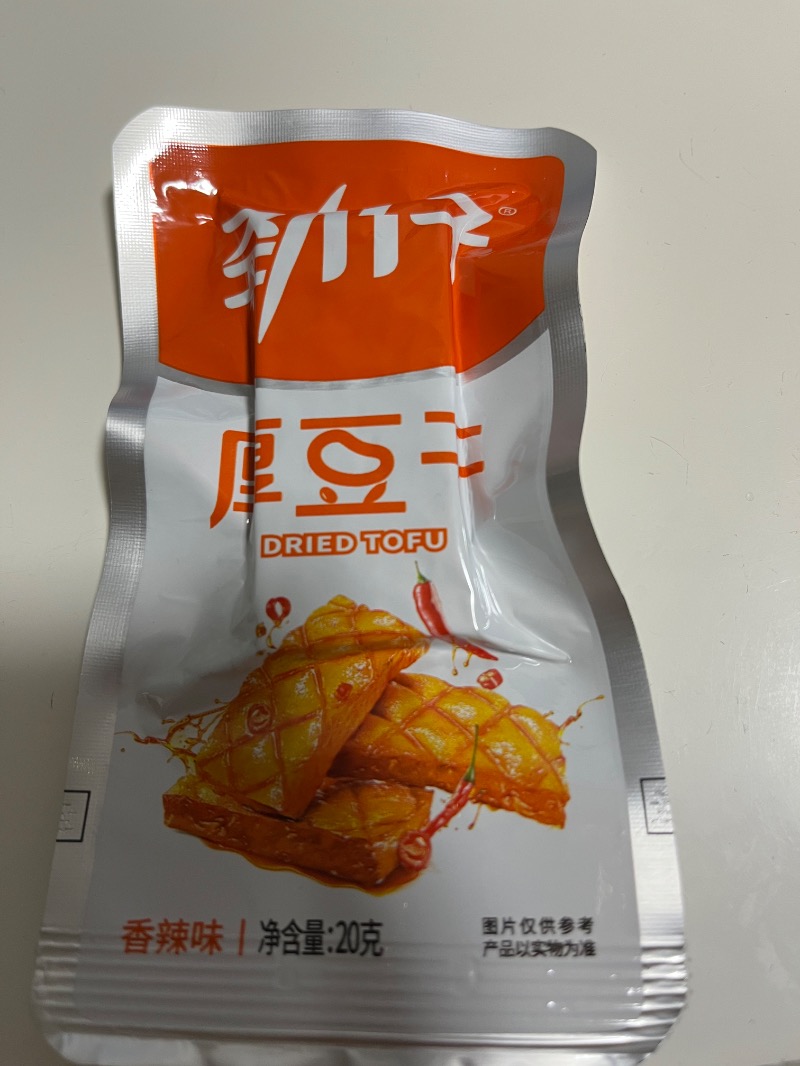 劲仔®
厚豆干
DRIED TOFU
香辣味 | 净含量:20克
图片仅供参考
产品以实物为准